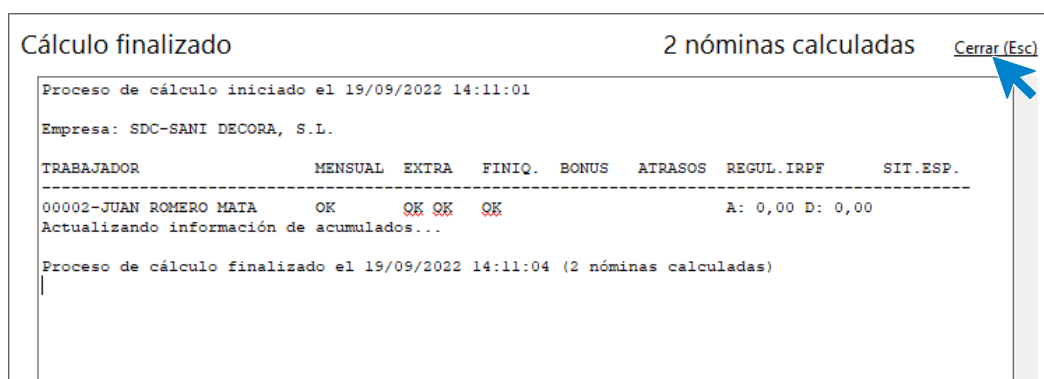 Cálculo finalizado 2 nóminas calculadas Cerrar (Esc)
Proceso de cálculo iniciado el 19/09/2022 14:11:01
Empresa: SDC-SANI DECORA, S.L.
TRABAJADOR MENSUAL EXTRA FINIQ. BONUS ATRASOS REGUL.IRPF SIT.ESP.
00002-JUAN ROMERO MATA OK OK OK OK A: 0,00 D: 0,00
Actualizando información de acumulados...
Proceso de cálculo finalizado el 19/09/2022 14:11:04 (2 nóminas calculadas)